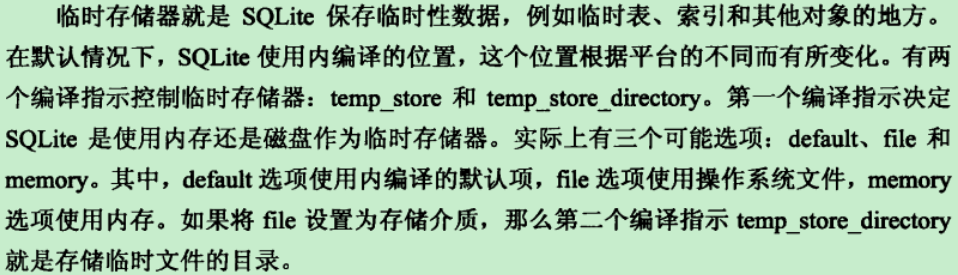 临时存储器就是 SQLite 保存临时性数据，例如临时表、索引和其他对象的地方。
在默认情况下，SQLite 使用内编译的位置，这个位置根据平台的不同而有所变化。有两
个编译指示控制临时存储器：temp_store 和 temp_store_directory。第一个编译指示决定
SQLite 是使用内存还是磁盘作为临时存储器。实际上有三个可能选项：default、file 和
memory。其中，default 选项使用内编译的默认项，file 选项使用操作系统文件，memory
选项使用内存。如果将 file 设置为存储介质，那么第二个编译指示 temp_store_directory
就是存储临时文件的目录。